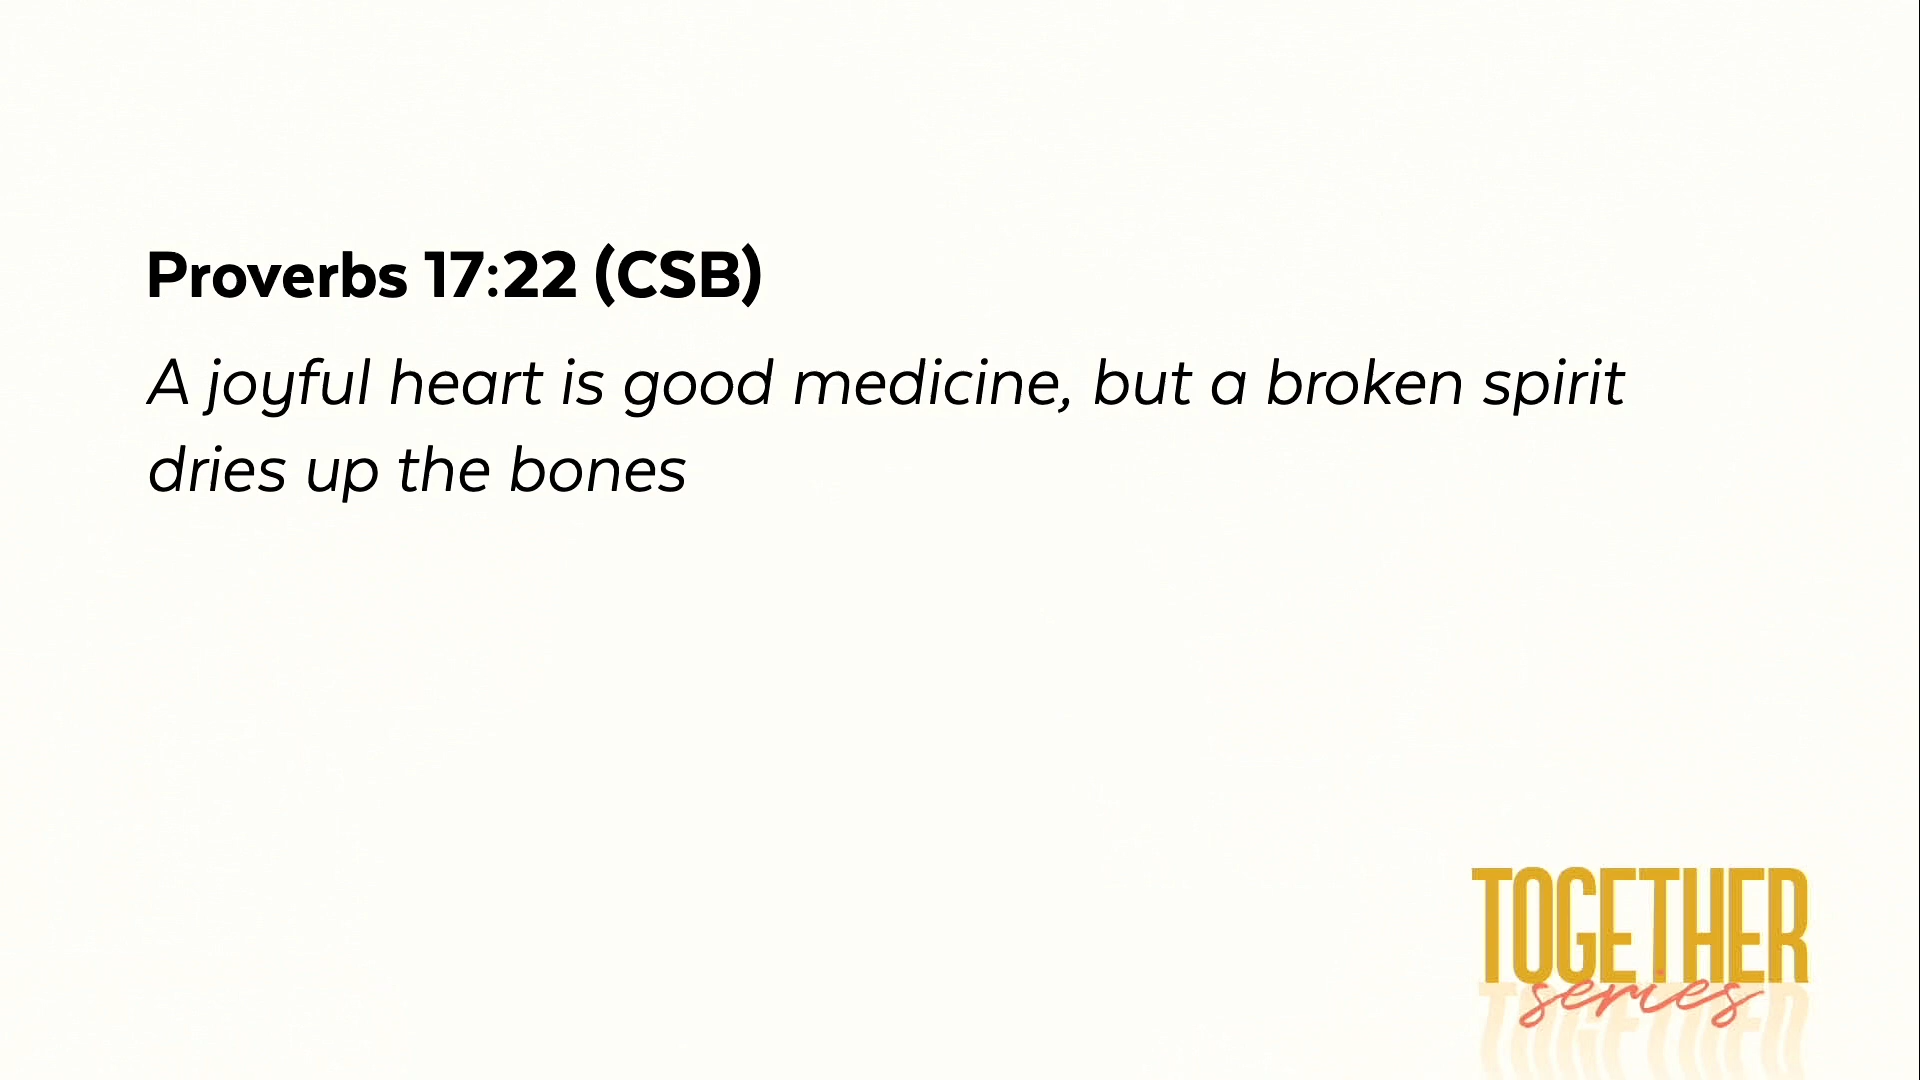 Proverbs 17:22 (CSB)
A joyful heart is good medicine, but a broken spirit
dries up the bones
TOGETHER
series